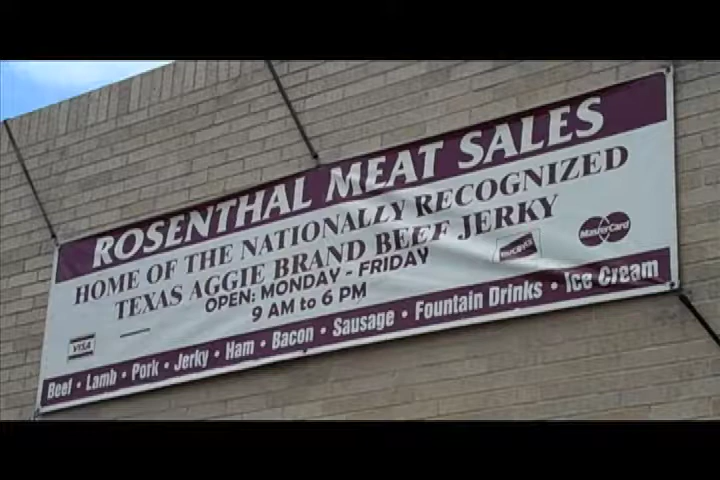 ROSENTHAL MEAT SALES
HOME OF THE NATIONALLY RECOGNIZED
TEXAS AGGIE BRAND BEEF JERKY
OPEN: MONDAY - FRIDAY
9 AM to 6 PM
VISA
DISCOVER
MasterCard
Beef • Lamb • Pork • Jerky • Ham • Bacon • Sausage • Fountain Drinks • Ice Cream